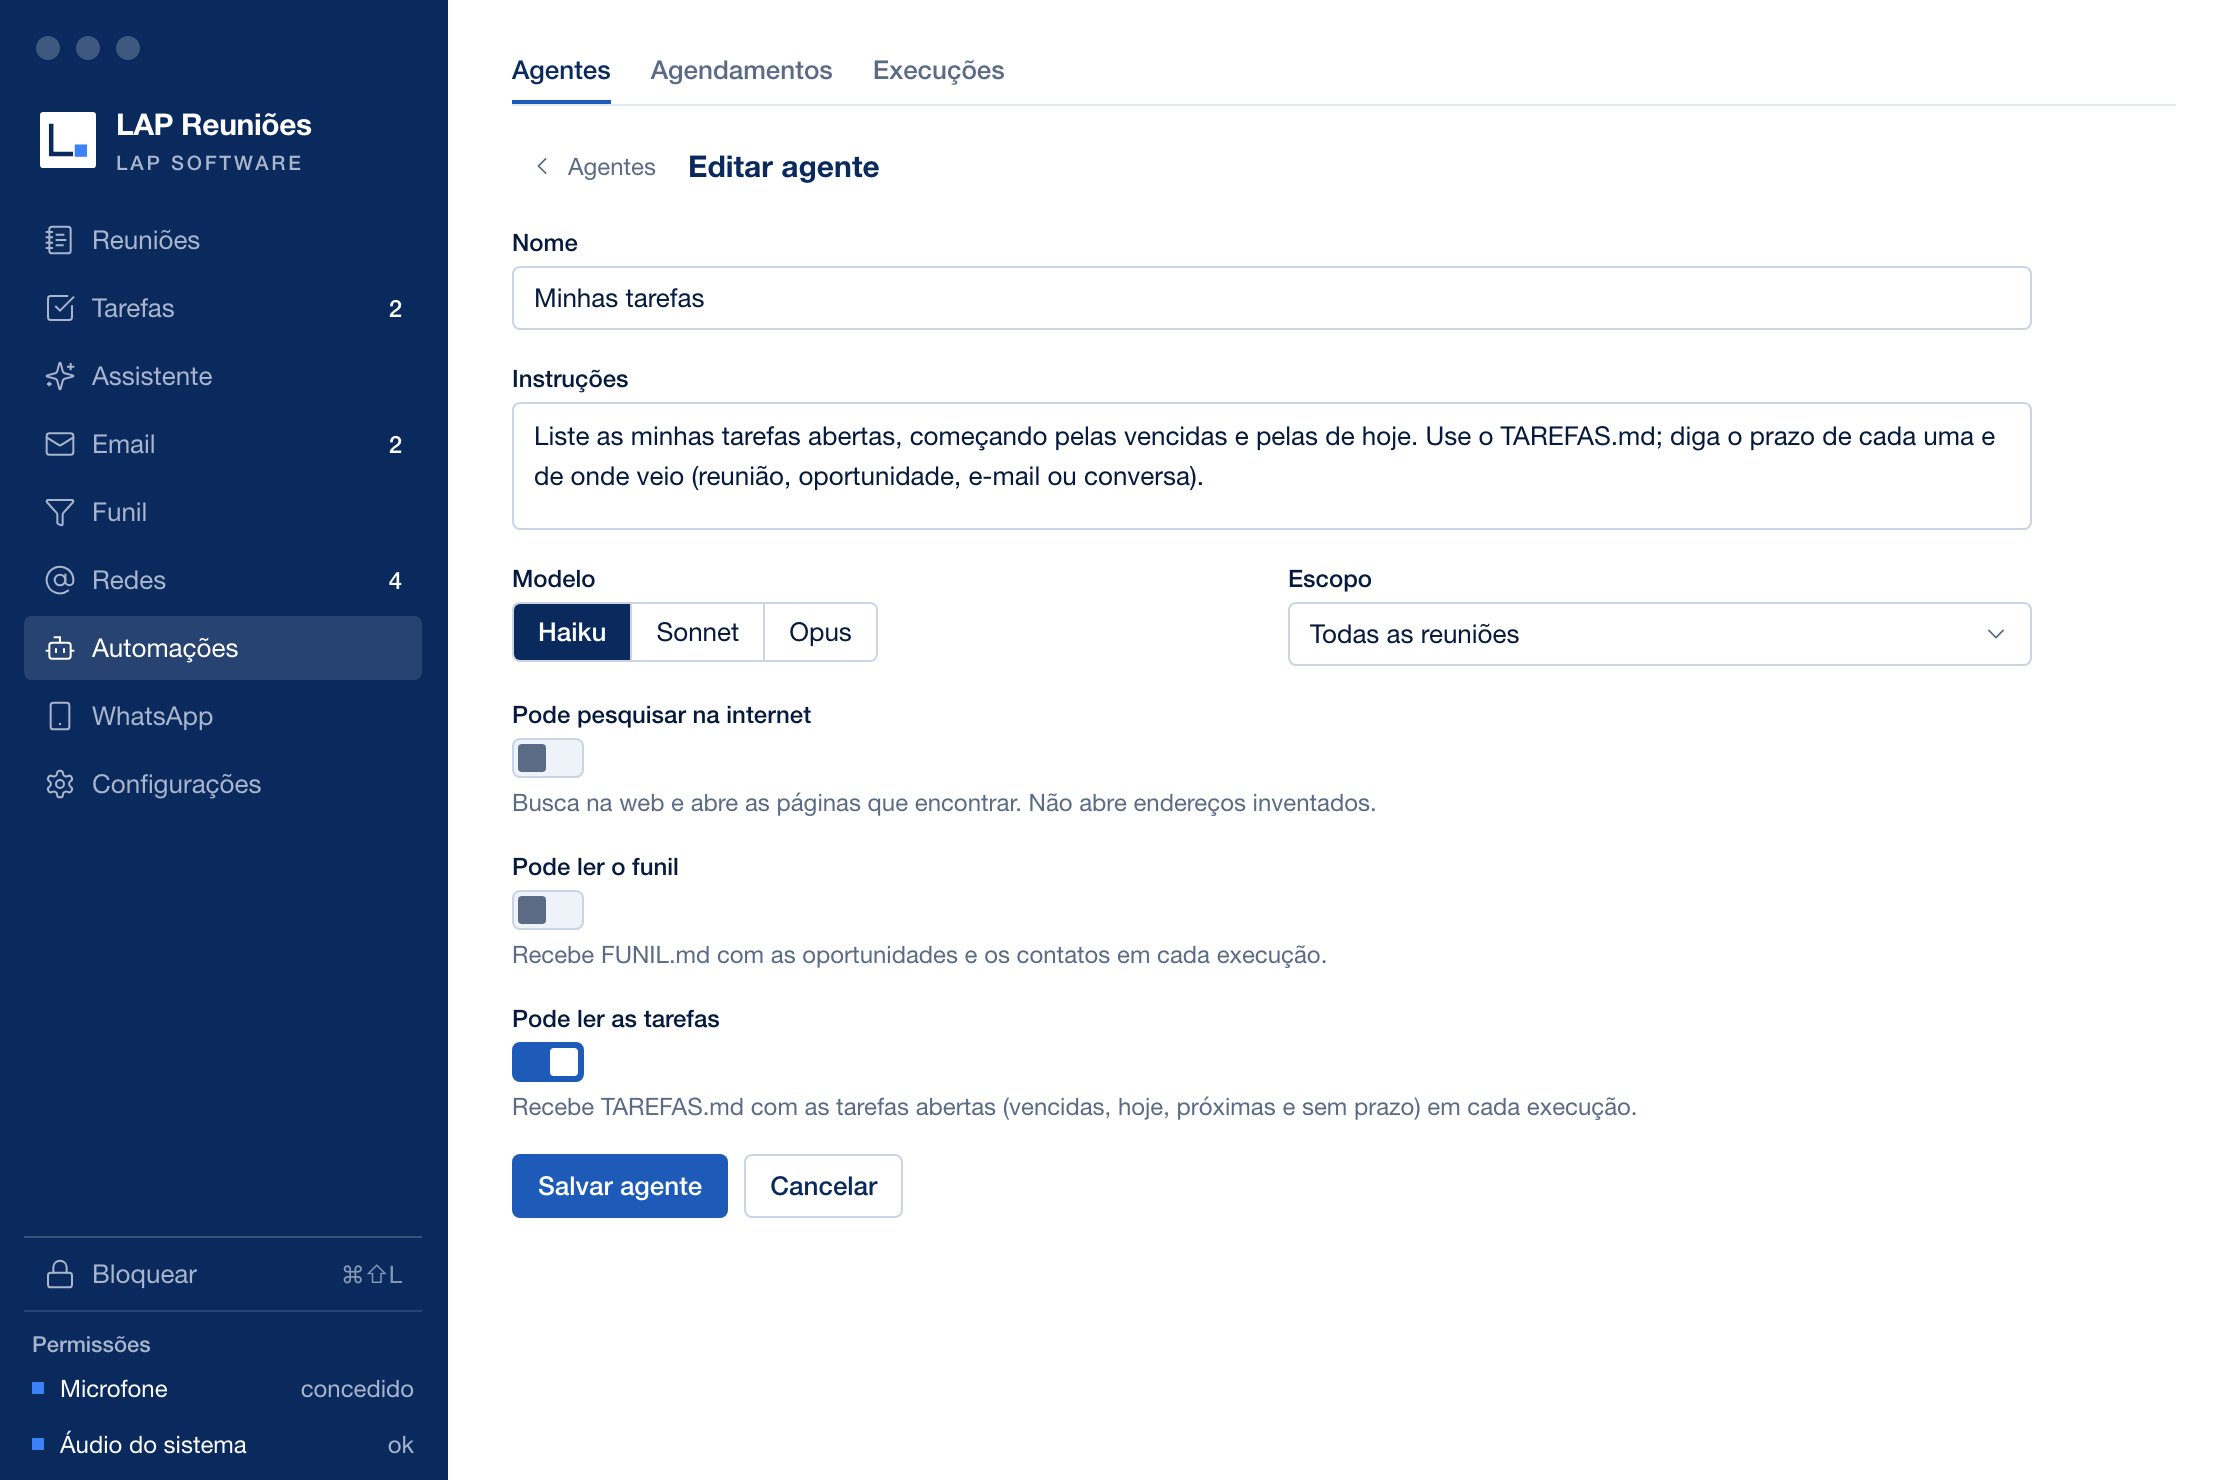 LAP Reuniões
LAP SOFTWARE
Reuniões
Tarefas 2
Assistente
Email 2
Funil
Redes 4
Automações
WhatsApp
Configurações
Bloquear ⌘⇧L
Permissões
Microfone concedido
Áudio do sistema ok
Agentes Agendamentos Execuções
Agentes Editar agente
Nome
Minhas tarefas
Instruções
Liste as minhas tarefas abertas, começando pelas vencidas e pelas de hoje. Use o TAREFAS.md; diga o prazo de cada uma e
de onde veio (reunião, oportunidade, e-mail ou conversa).
Modelo
Haiku Sonnet Opus
Escopo
Todas as reuniões
Pode pesquisar na internet
Busca na web e abre as páginas que encontrar. Não abre endereços inventados.
Pode ler o funil
Recebe FUNIL.md com as oportunidades e os contatos em cada execução.
Pode ler as tarefas
Recebe TAREFAS.md com as tarefas abertas (vencidas, hoje, próximas e sem prazo) em cada execução.
Salvar agente Cancelar